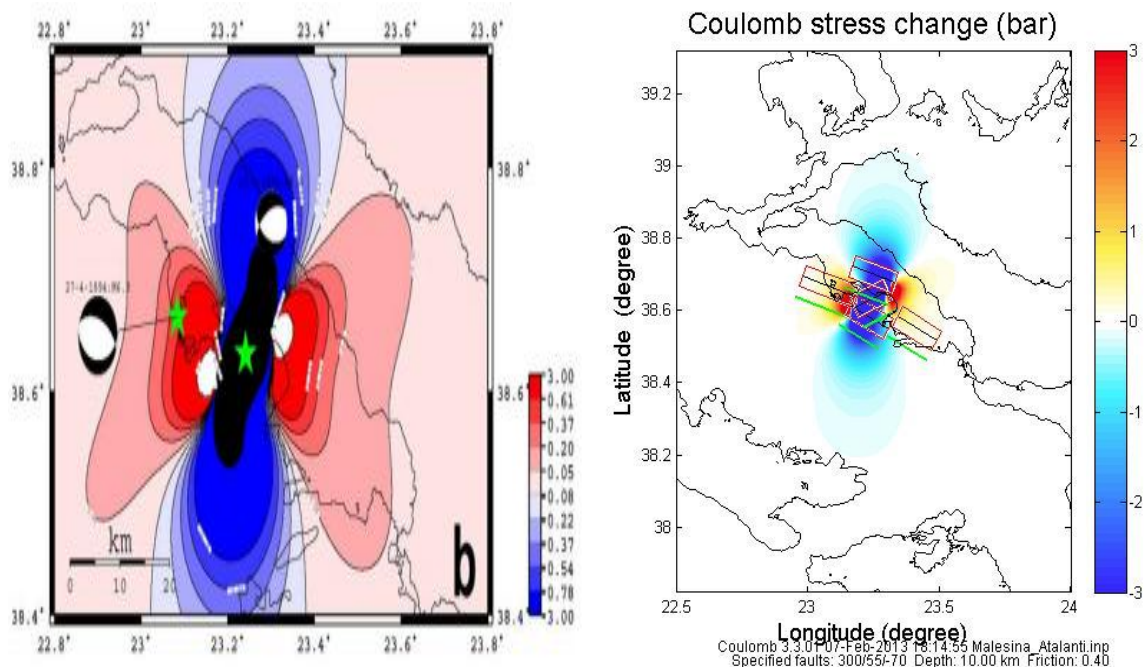 22.8° 23° 23.2° 23.4° 23.6° 23.8°
38.8° 38.8°
27-4-1894:M6.
38.6° 38.6°
3.00
0.61
0.20
0.05
0.08
0.22
0.37
0.54
3.00
km
0 10 20
b
38.4° 38.4°
22.8° 23° 23.2° 23.4° 23.6° 23.8°
Coulomb stress change (bar)
39.2
39
38.8
38.6
38.4
38.2
38
Latitude (degree)
22.5 23 23.5 24
Longitude (degree)
3
2
1
0
-1
-2
-3
Coulomb 3.3.01 07-Feb-2013 18:14:55 Malesina_Atalanti.inp
Specified faults: 300/55/-70 Depth: 10.00 km Friction: 0.40